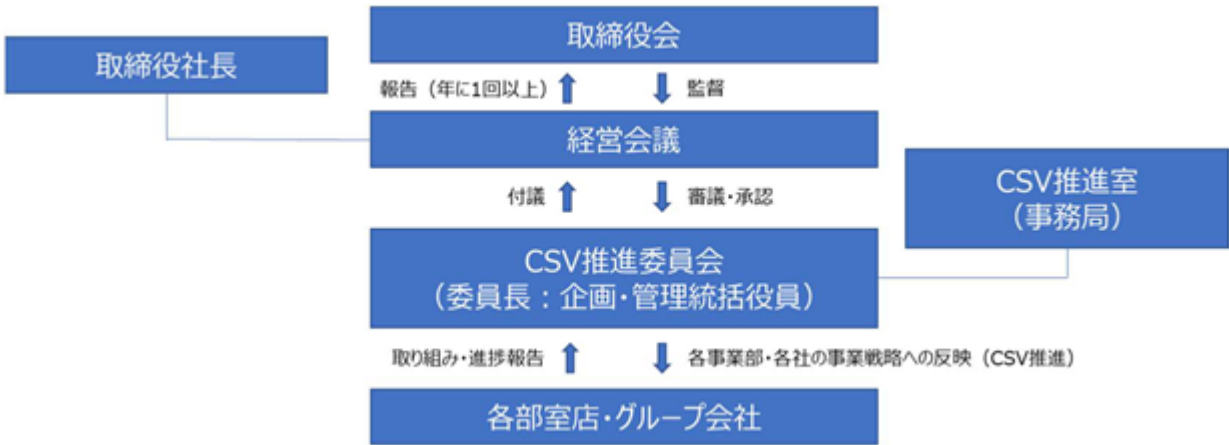 取締役会
取締役社長
報告（年に1回以上）
監督
経営会議
付議
審議・承認
CSV推進室
（事務局）
CSV推進委員会
（委員長：企画・管理統括役員）
取り組み・進捗報告
各事業部・各社の事業戦略への反映（CSV推進）
各部室店・グループ会社